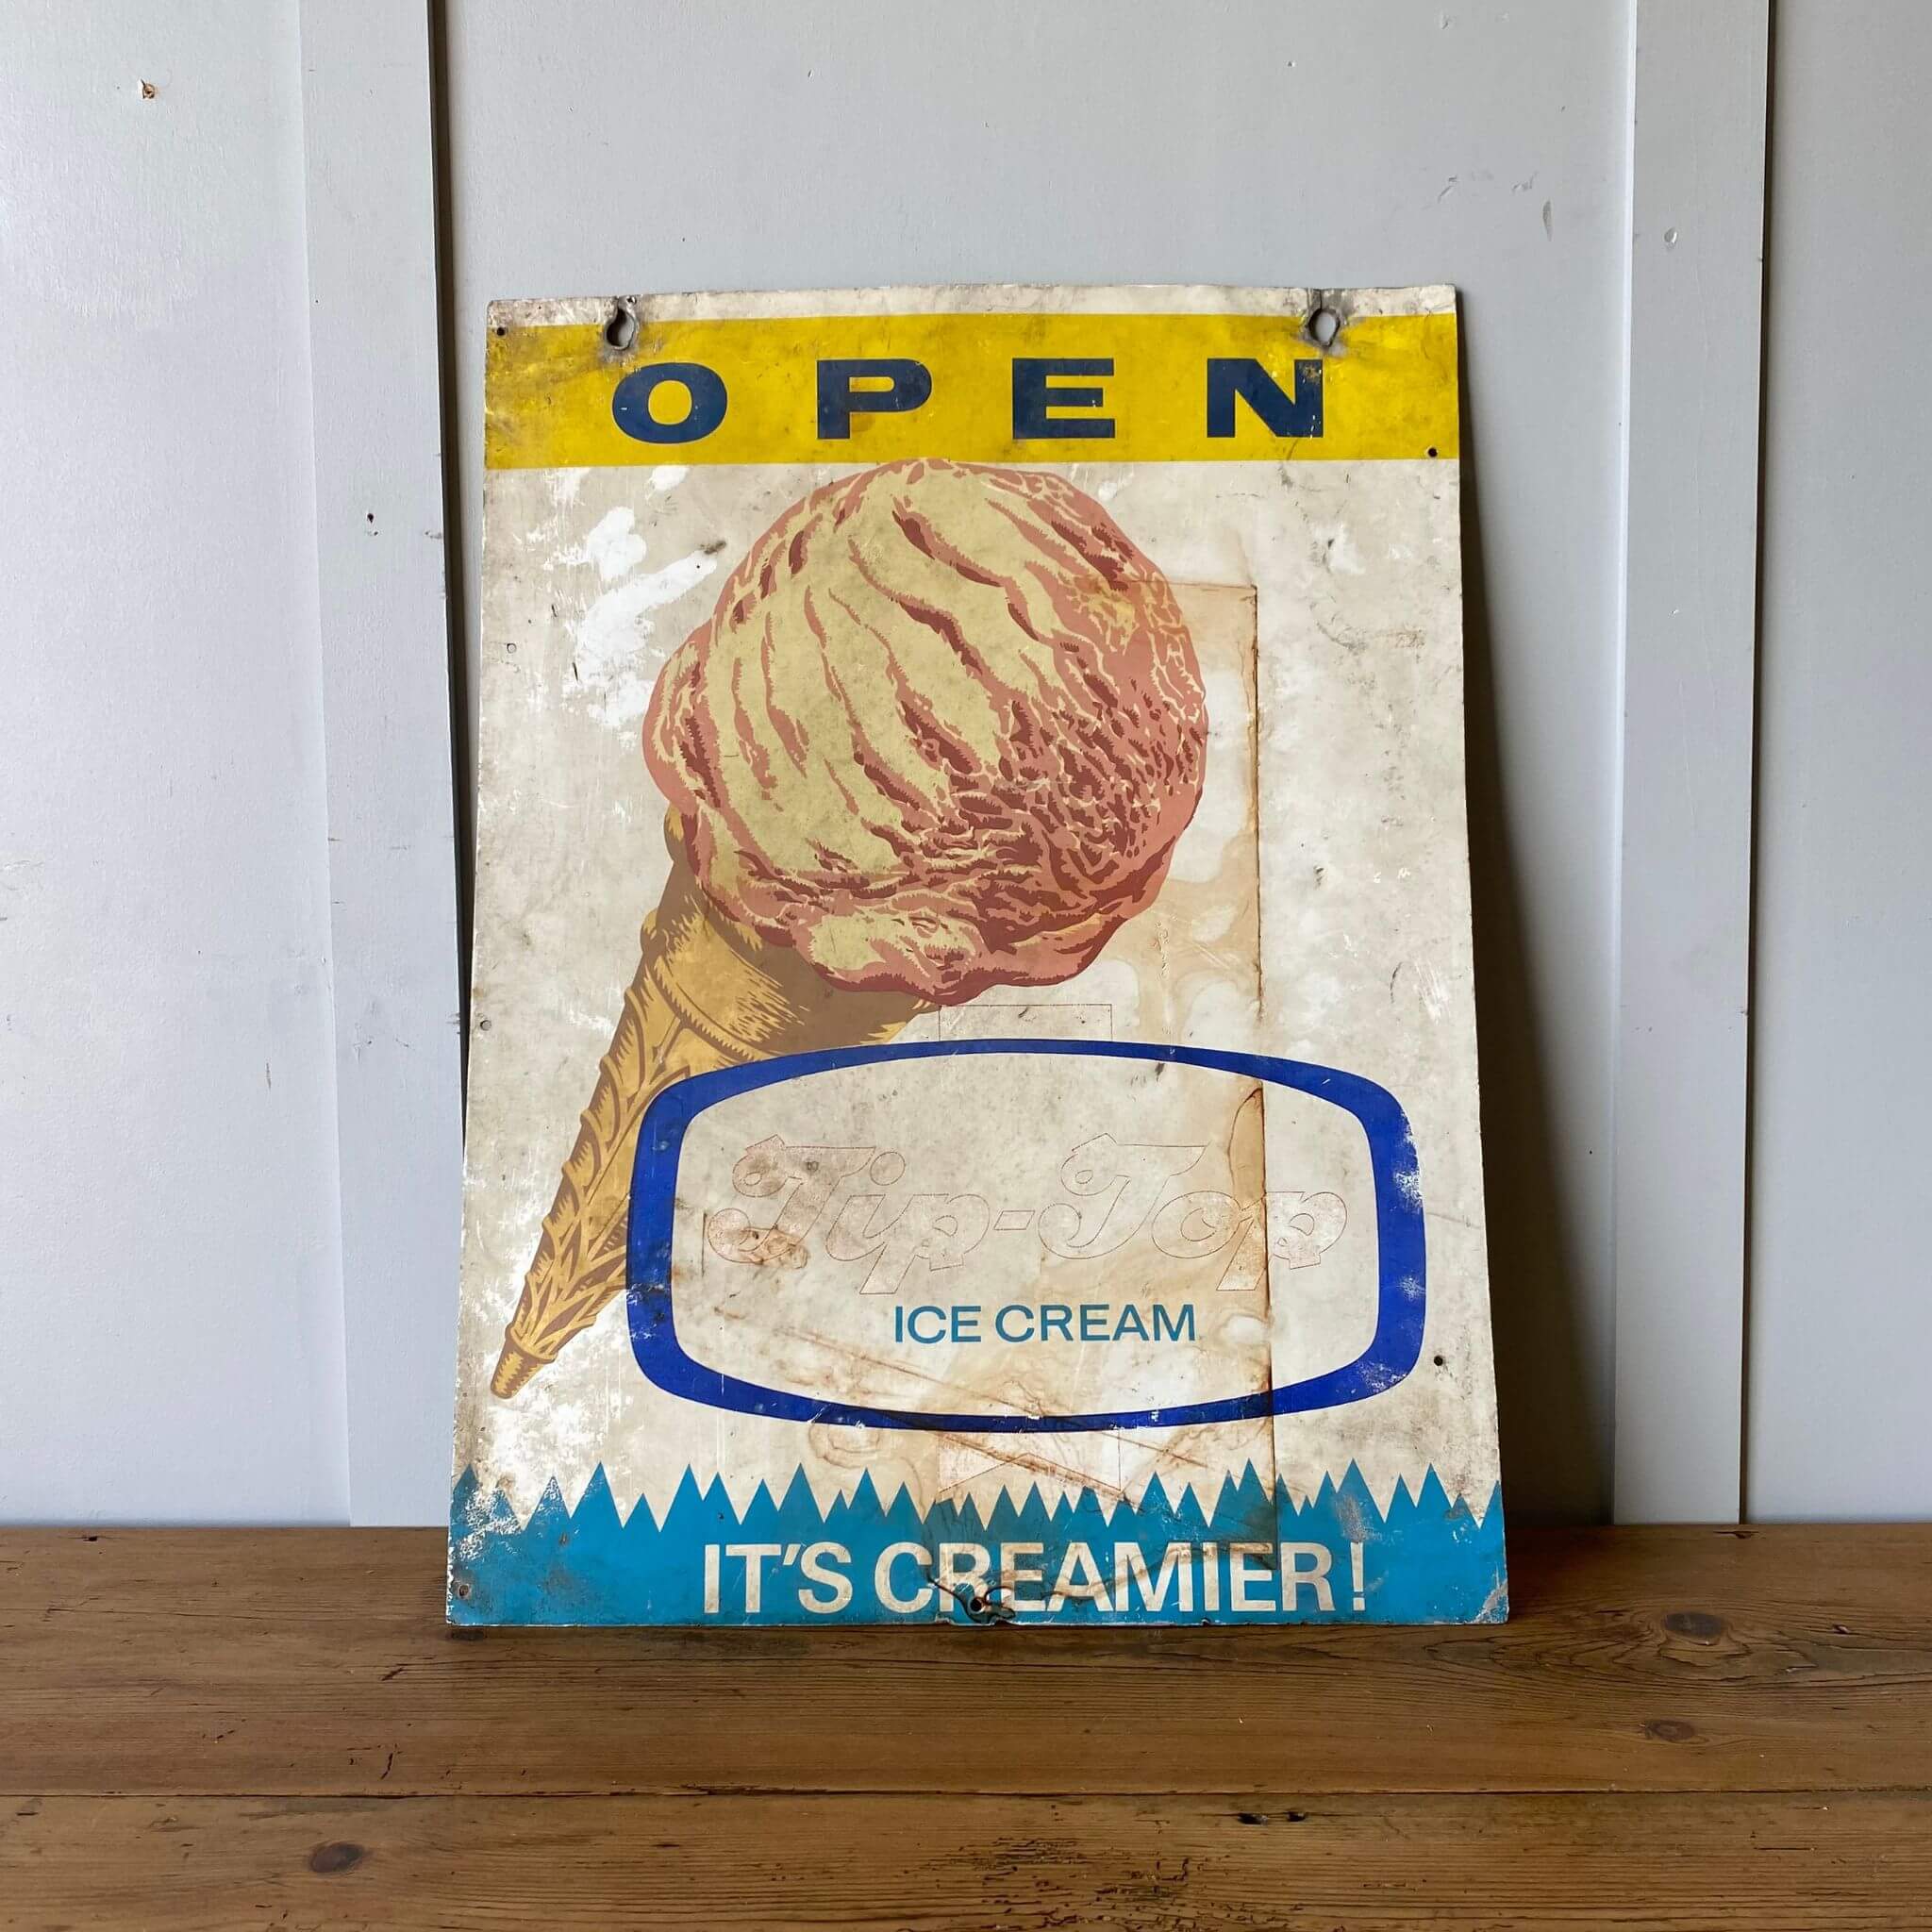 OPEN
Tip-Top
ICE CREAM
IT'S CREAMIER!